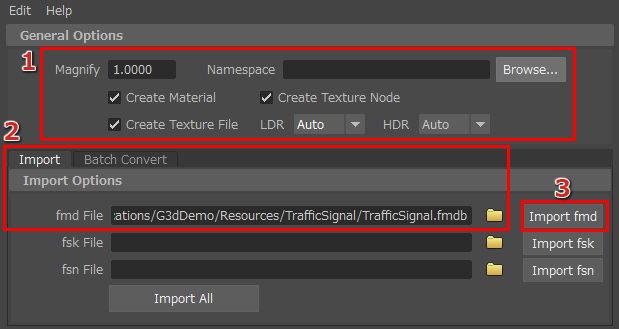 Edit Help
General Options
1
Magnify 1.0000 Namespace Browse...
Create Material Create Texture Node
Create Texture File LDR Auto HDR Auto
2
Import Batch Convert
Import Options
3
fmd File :ations/G3dDemo/Resources/TrafficSignal/TrafficSignal.fmdb Import fmd
fsk File Import fsk
fsn File Import fsn
Import All